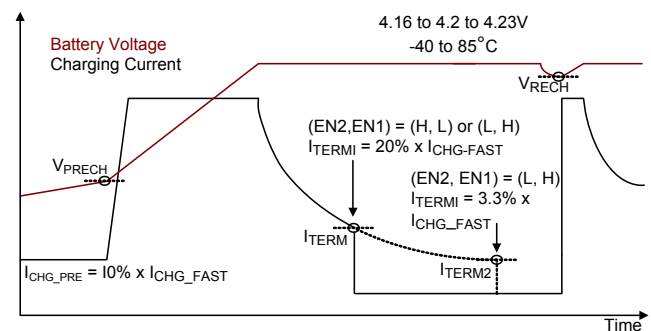 4.16 to 4.2 to 4.23V
-40 to 85°C
Battery Voltage
Charging Current
VRECH
(EN2,EN1) = (H, L) or (L, H)
ITERMI = 20% x ICHG-FAST
VPRECH
(EN2, EN1) = (L, H)
ITERMI = 3.3% x
ICHG_FAST
ITERM
ITERM2
ICHG_PRE = I0% x ICHG_FAST
Time